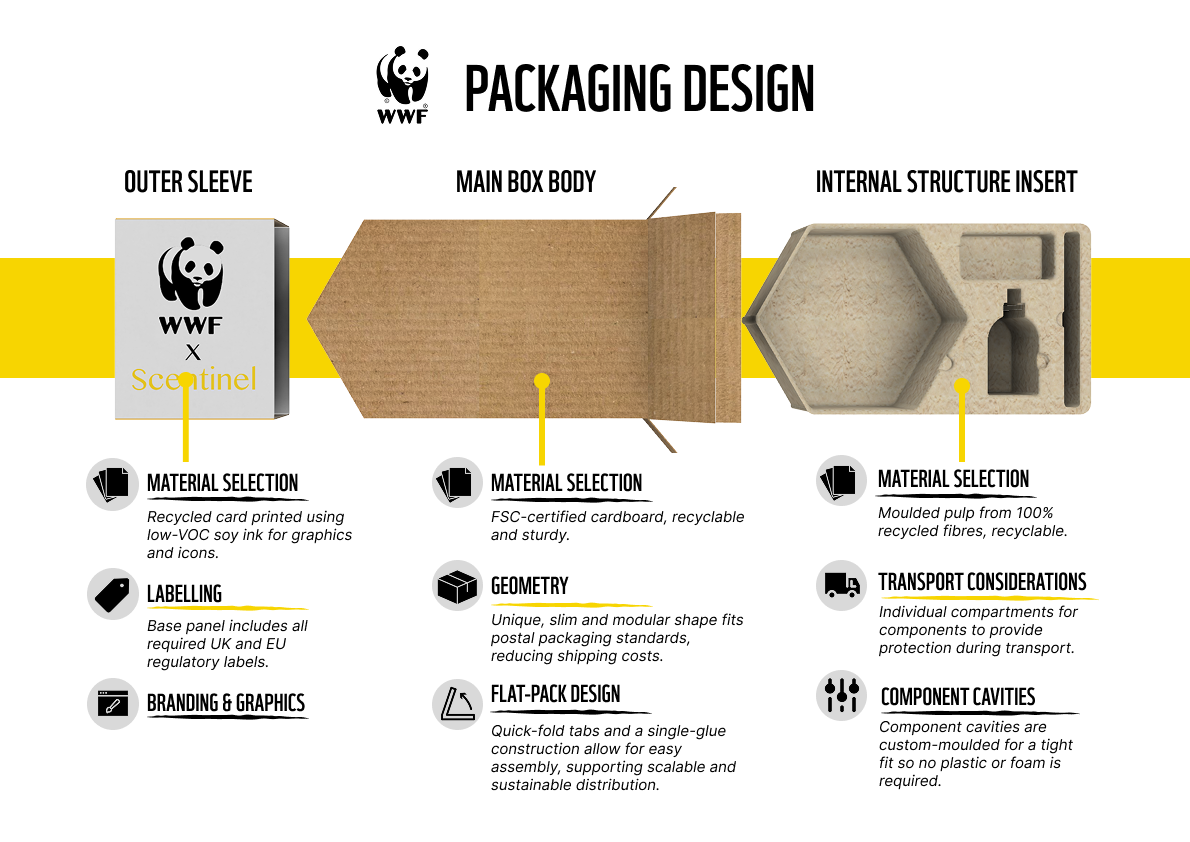 WWF
PACKAGING DESIGN
OUTER SLEEVE
MAIN BOX BODY
INTERNAL STRUCTURE INSERT
WWF
X
Scentinel
MATERIAL SELECTION
Recycled card printed using
low-VOC soy ink for graphics
and icons.
LABELLING
Base panel includes all
required UK and EU
regulatory labels.
BRANDING & GRAPHICS
MATERIAL SELECTION
FSC-certified cardboard, recyclable
and sturdy.
GEOMETRY
Unique, slim and modular shape fits
postal packaging standards,
reducing shipping costs.
FLAT-PACK DESIGN
Quick-fold tabs and a single-glue
construction allow for easy
assembly, supporting scalable and
sustainable distribution.
MATERIAL SELECTION
Moulded pulp from 100%
recycled fibres, recyclable.
TRANSPORT CONSIDERATIONS
Individual compartments for
components to provide
protection during transport.
COMPONENT CAVITIES
Component cavities are
custom-moulded for a tight
fit so no plastic or foam is
required.